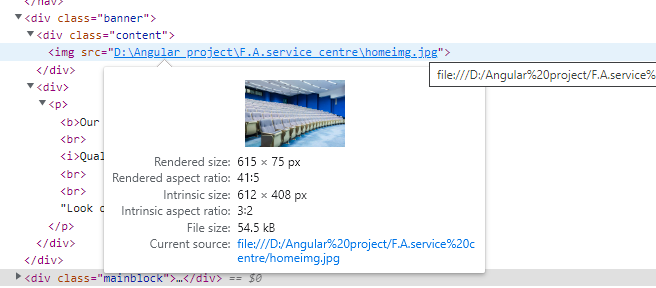 </nav>
▼<div class="banner">
▼<div class="content">
<img src="D:\Angular project\F.A.service centre\homeimg.jpg">
</div>
file:///D:/Angular%20project/F.A.service%
▼<div>
▼<p>
<b>Our
<br>
<i>Qual
<br>
<br>
"Look
</p>
</div>
</div>
Rendered size: 615 × 75 px
Rendered aspect ratio: 41:5
Intrinsic size: 612 × 408 px
Intrinsic aspect ratio: 3:2
File size: 54.5 kB
Current source: file:///D:/Angular%20project/F.A.service%20c
entre/homeimg.jpg
▶<div class="mainblock">…</div> == $0